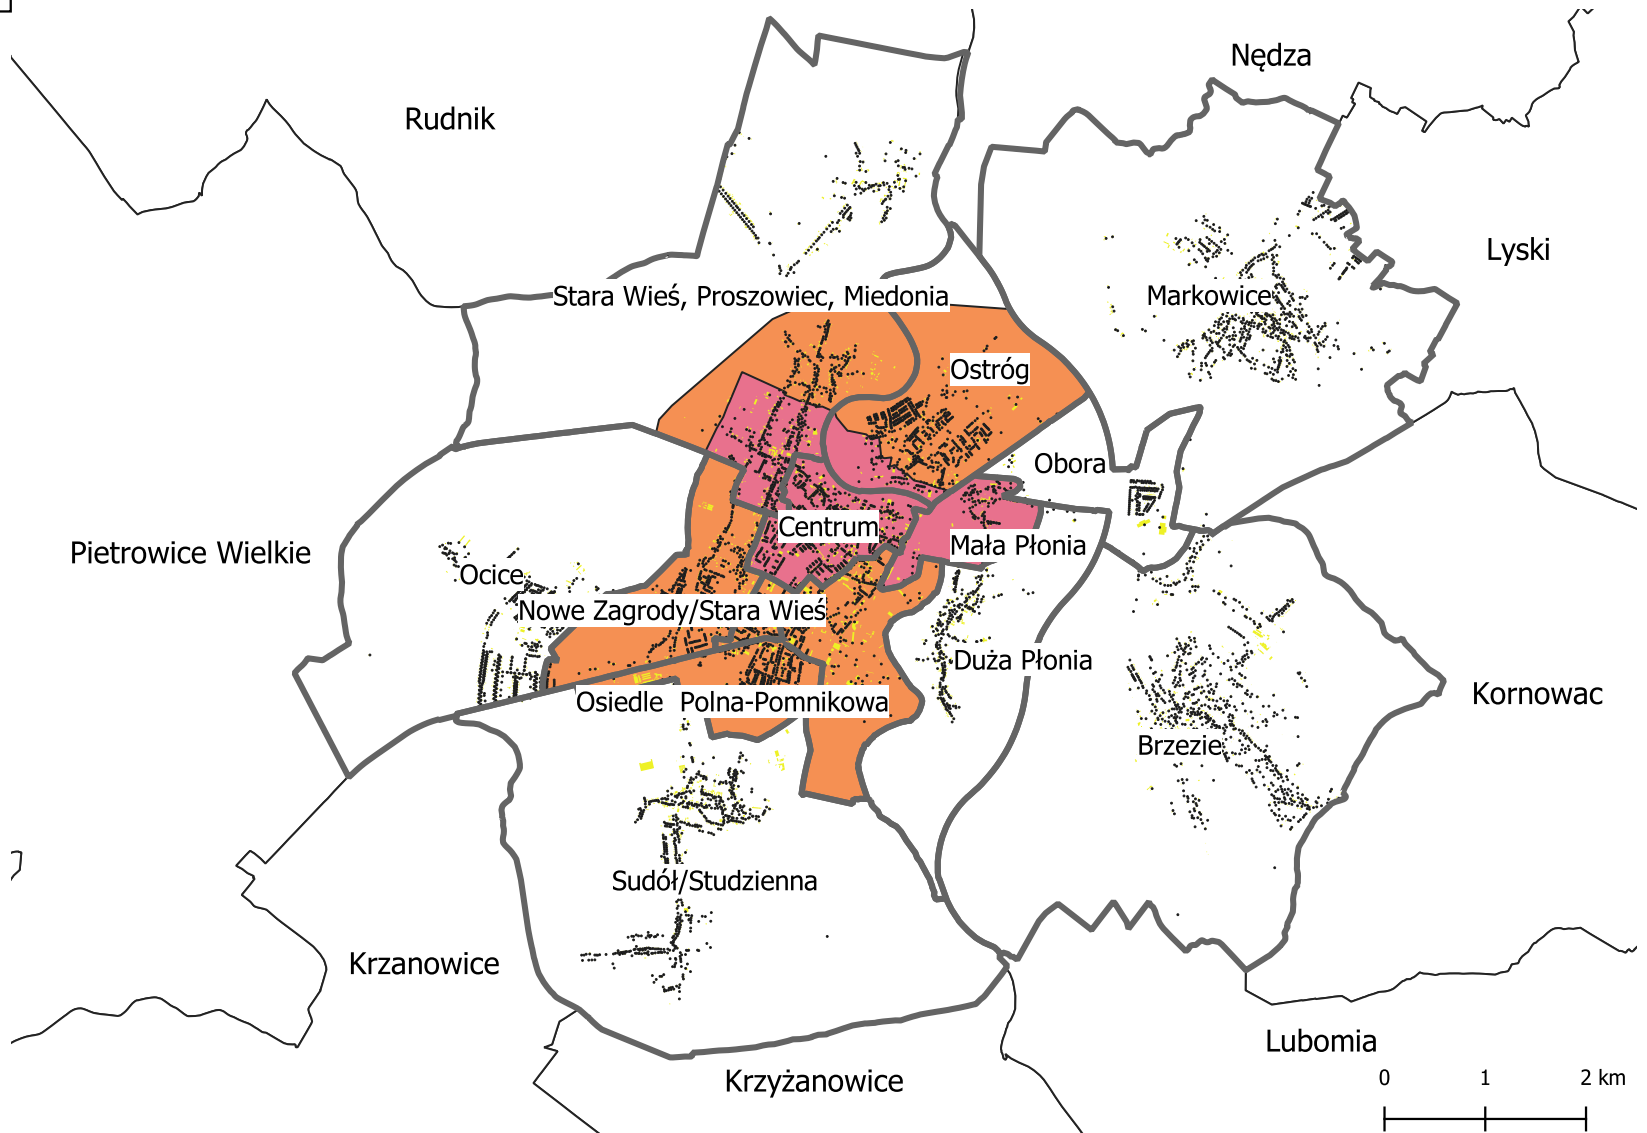 Nędza
Rudnik
Lyski
Stara Wieś, Proszowiec, Miedonia
Markowice
Ostróg
Obora
Centrum
Mała Płonia
Pietrowice Wielkie
Ocice
Nowe Zagrody/Stara Wieś
Duża Płonia
Osiedle Polna-Pomnikowa
Kornowac
Brzezie
Sudół/Studzienna
Krzanowice
Lubomia
Krzyżanowice
0 1 2 km